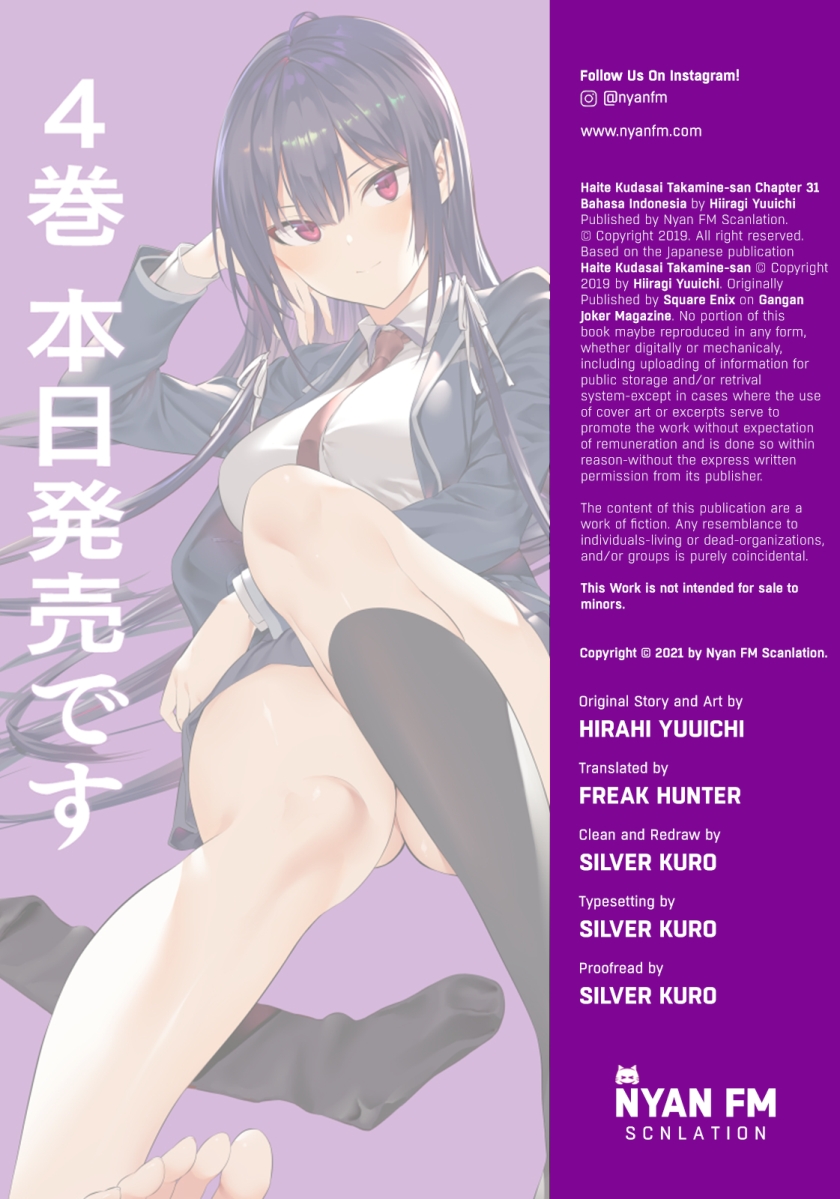 4巻 本日発売です
Follow Us On Instagram!
@nyanfm
www.nyanfm.com
Haite Kudasai Takamine-san Chapter 31
Bahasa Indonesia by Hiiragi Yuuichi
Published by Nyan FM Scanlation.
© Copyright 2019. All right reserved.
Based on the Japanese publication
Haite Kudasai Takamine-san © Copyright
2019 by Hiiragi Yuuichi. Originally
Published by Square Enix on Gangan
Joker Magazine. No portion of this
book maybe reproduced in any form,
whether digitally or mechanicaly,
including uploading of information for
public storage and/or retrival
system-except in cases where the use
of cover art or excerpts serve to
promote the work without expectation
of remuneration and is done so within
reason-without the express written
permission from its publisher.
The content of this publication are a
work of fiction. Any resemblance to
individuals-living or dead-organizations,
and/or groups is purely coincidental.
This Work is not intended for sale to
minors.
Copyright © 2021 by Nyan FM Scanlation.
Original Story and Art by
HIRAHI YUUICHI
Translated by
FREAK HUNTER
Clean and Redraw by
SILVER KURO
Typesetting by
SILVER KURO
Proofread by
SILVER KURO
NYAN FM
SCNLATION